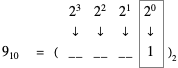 2³ 2² 2¹ 2⁰
↓ ↓ ↓ ↓
9₁₀ = ( __ __ __ 1 )₂